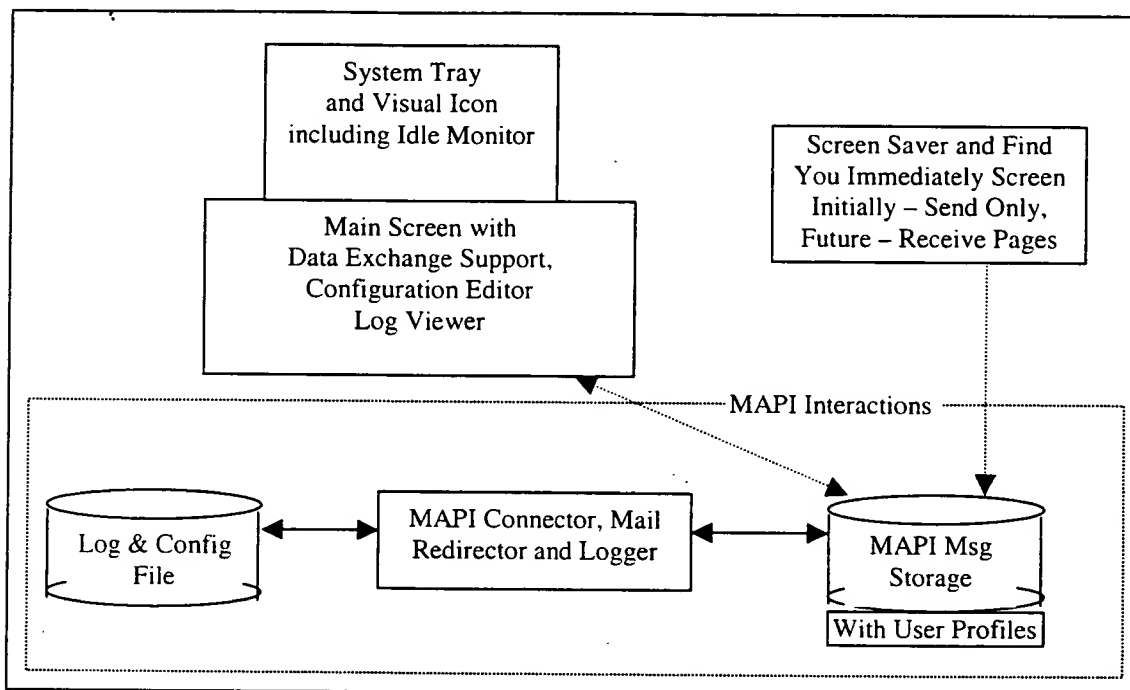 System Tray
and Visual Icon
including Idle Monitor
Screen Saver and Find
You Immediately Screen
Initially – Send Only,
Future – Receive Pages
Main Screen with
Data Exchange Support,
Configuration Editor
Log Viewer
MAPI Interactions
Log & Config
File
MAPI Connector, Mail
Redirector and Logger
MAPI Msg
Storage
With User Profiles